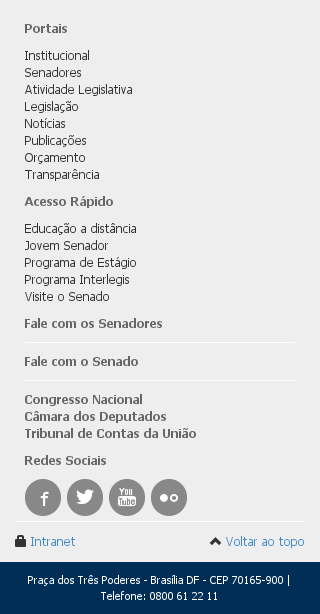 Portais
Institucional
Senadores
Atividade Legislativa
Legislação
Notícias
Publicações
Orçamento
Transparência
Acesso Rápido
Educação a distância
Jovem Senador
Programa de Estágio
Programa Interlegis
Visite o Senado
Fale com os Senadores
Fale com o Senado
Congresso Nacional
Câmara dos Deputados
Tribunal de Contas da União
Redes Sociais
f You Tube
Intranet Voltar ao topo
Praça dos Três Poderes - Brasília DF - CEP 70165-900 |
Telefone: 0800 61 22 11